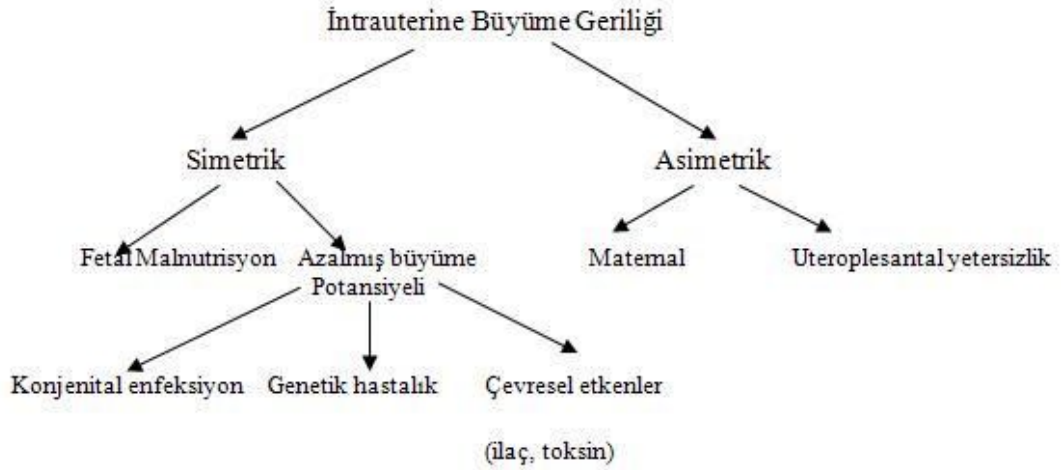 İntrauterine Büyüme Geriliği
Simetrik
Asimetrik
Fetal Malnutrisyon
Azalmış büyüme
Potansiyeli
Maternal
Uteroplesantal yetersizlik
Konjenital enfeksiyon
Genetik hastalık
Çevresel etkenler
(ilaç, toksin)